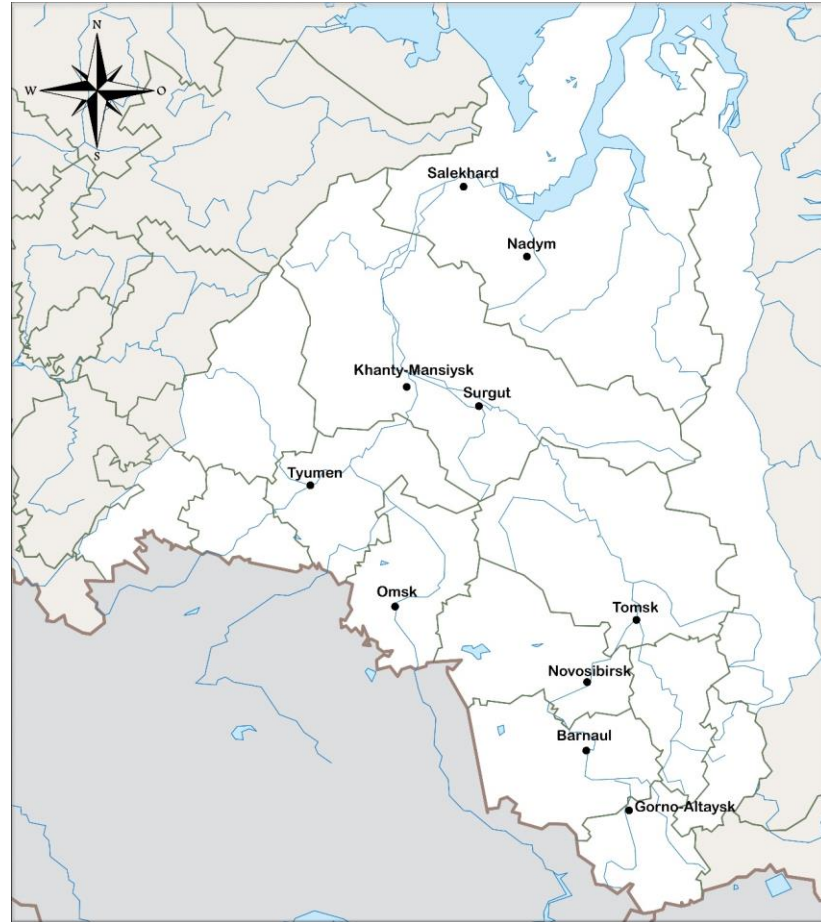 N
W
O
S
Salekhard
Nadym
Khanty-Mansiysk
Surgut
Tyumen
Omsk
Tomsk
Novosibirsk
Barnaul
Gorno-Altaysk